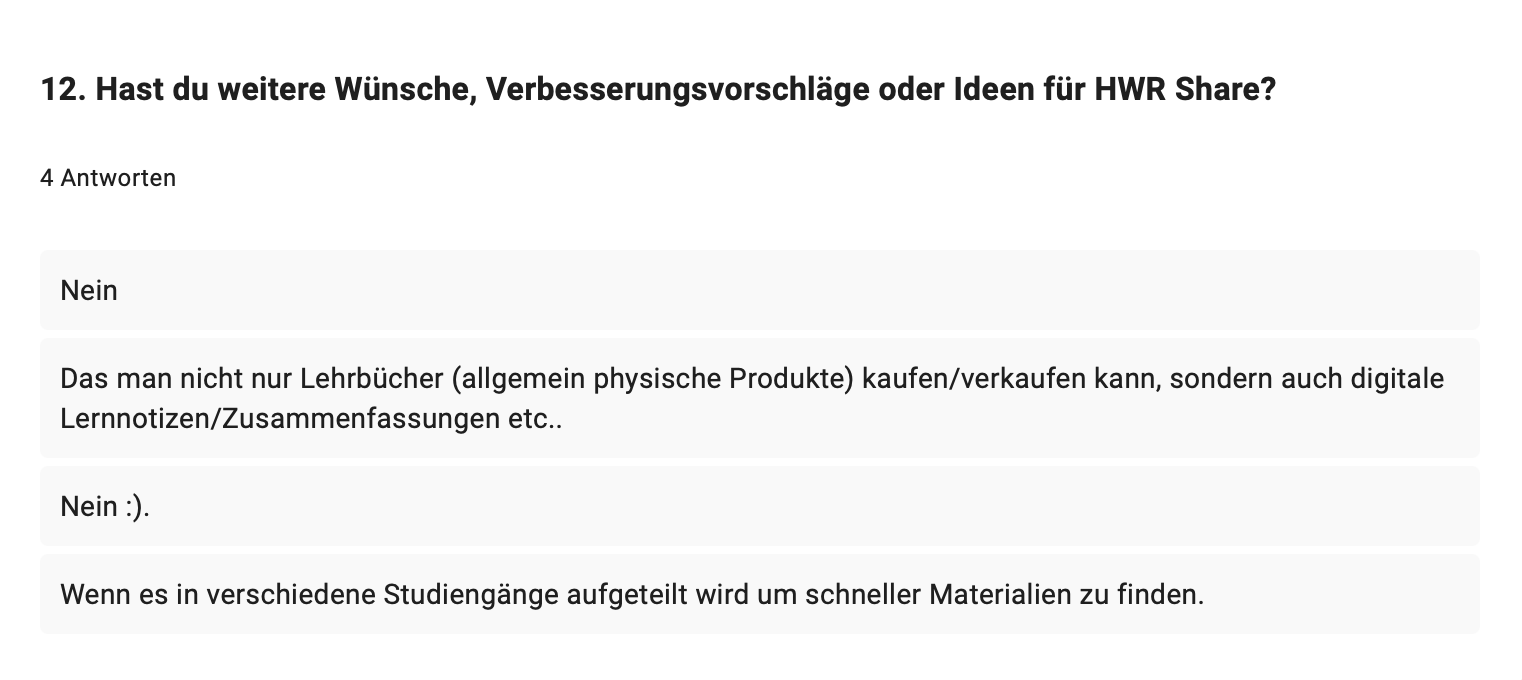 12. Hast du weitere Wünsche, Verbesserungsvorschläge oder Ideen für HWR Share?
4 Antworten
Nein
Das man nicht nur Lehrbücher (allgemein physische Produkte) kaufen/verkaufen kann, sondern auch digitale
Lernnotizen/Zusammenfassungen etc..
Nein :).
Wenn es in verschiedene Studiengänge aufgeteilt wird um schneller Materialien zu finden.